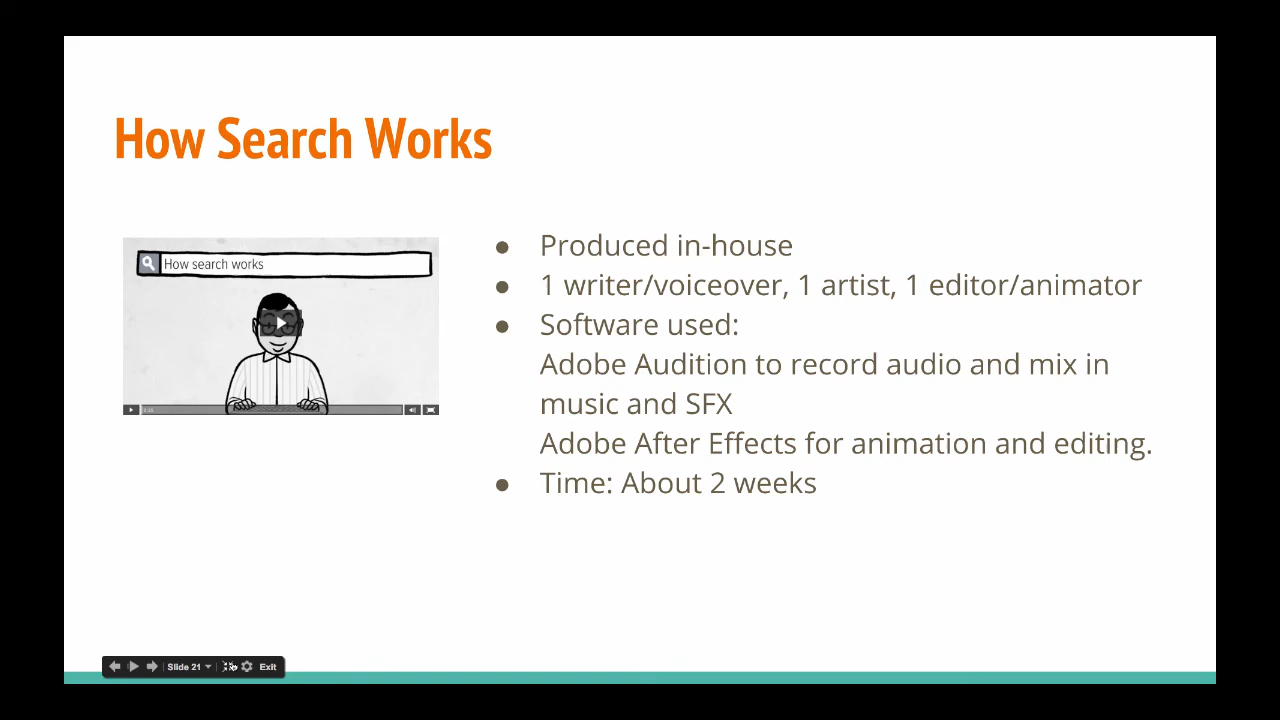 How Search Works
How search works
● Produced in-house
● 1 writer/voiceover, 1 artist, 1 editor/animator
● Software used:
Adobe Audition to record audio and mix in
music and SFX
Adobe After Effects for animation and editing.
● Time: About 2 weeks
Slide 21 Exit